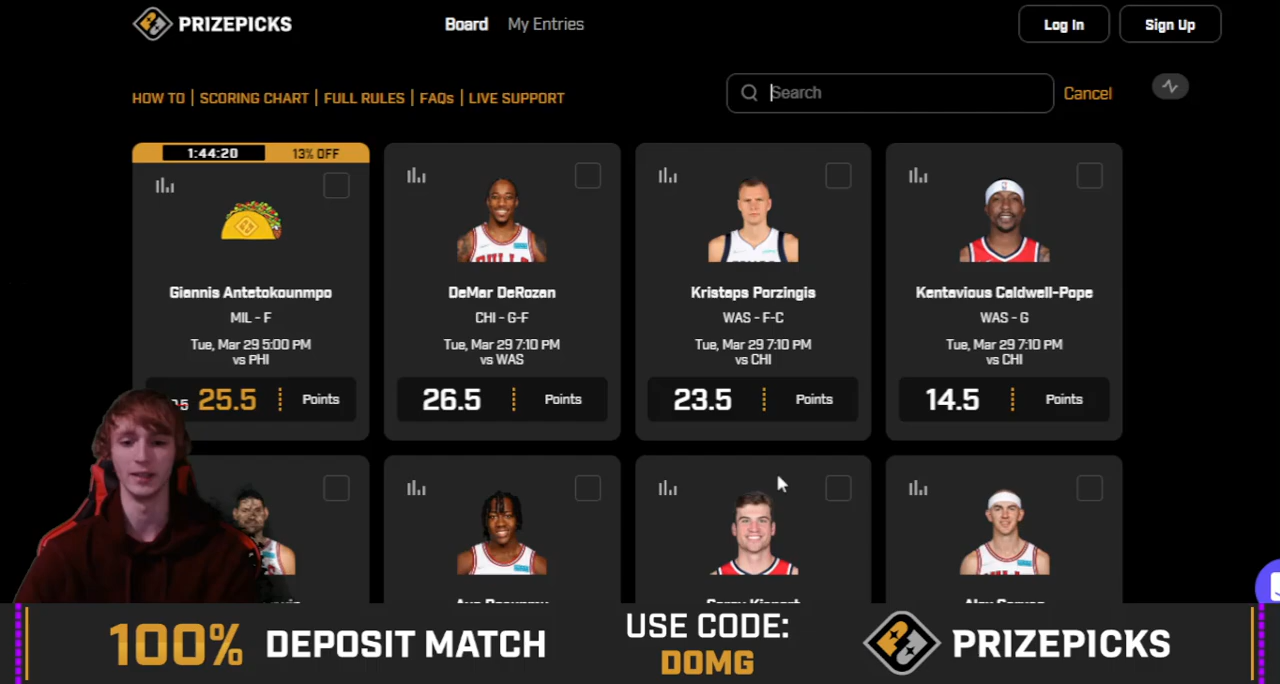 PRIZEPICKS
Board My Entries
Log In
Sign Up
HOW TO | SCORING CHART | FULL RULES | FAQs | LIVE SUPPORT
Search
Cancel
1:44:20 13% OFF
Giannis Antetokounmpo
MIL - F
Tue, Mar 29 5:00 PM
vs PHI
25.5 Points
DeMar DeRozan
CHI - G-F
Tue, Mar 29 7:10 PM
vs WAS
26.5 Points
Kristaps Porzingis
WAS - F-C
Tue, Mar 29 7:10 PM
vs CHI
23.5 Points
Kentavious Caldwell-Pope
WAS - G
Tue, Mar 29 7:10 PM
vs CHI
14.5 Points
100% DEPOSIT MATCH
USE CODE:
DOMG
PRIZEPICKS